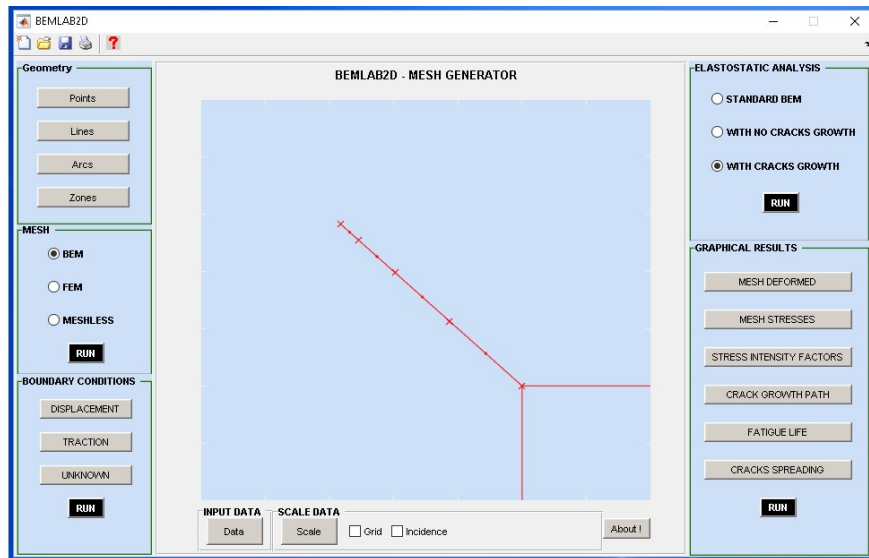 BEMLAB2D
Geometry
Points
Lines
Arcs
Zones
MESH
BEM
FEM
MESHLESS
RUN
BOUNDARY CONDITIONS
DISPLACEMENT
TRACTION
UNKNOWN
RUN
BEMLAB2D - MESH GENERATOR
INPUT DATA
Data
SCALE DATA
Scale
Grid
Incidence
About !
ELASTOSTATIC ANALYSIS
STANDARD BEM
WITH NO CRACKS GROWTH
WITH CRACKS GROWTH
RUN
GRAPHICAL RESULTS
MESH DEFORMED
MESH STRESSES
STRESS INTENSITY FACTORS
CRACK GROWTH PATH
FATIGUE LIFE
CRACKS SPREADING
RUN